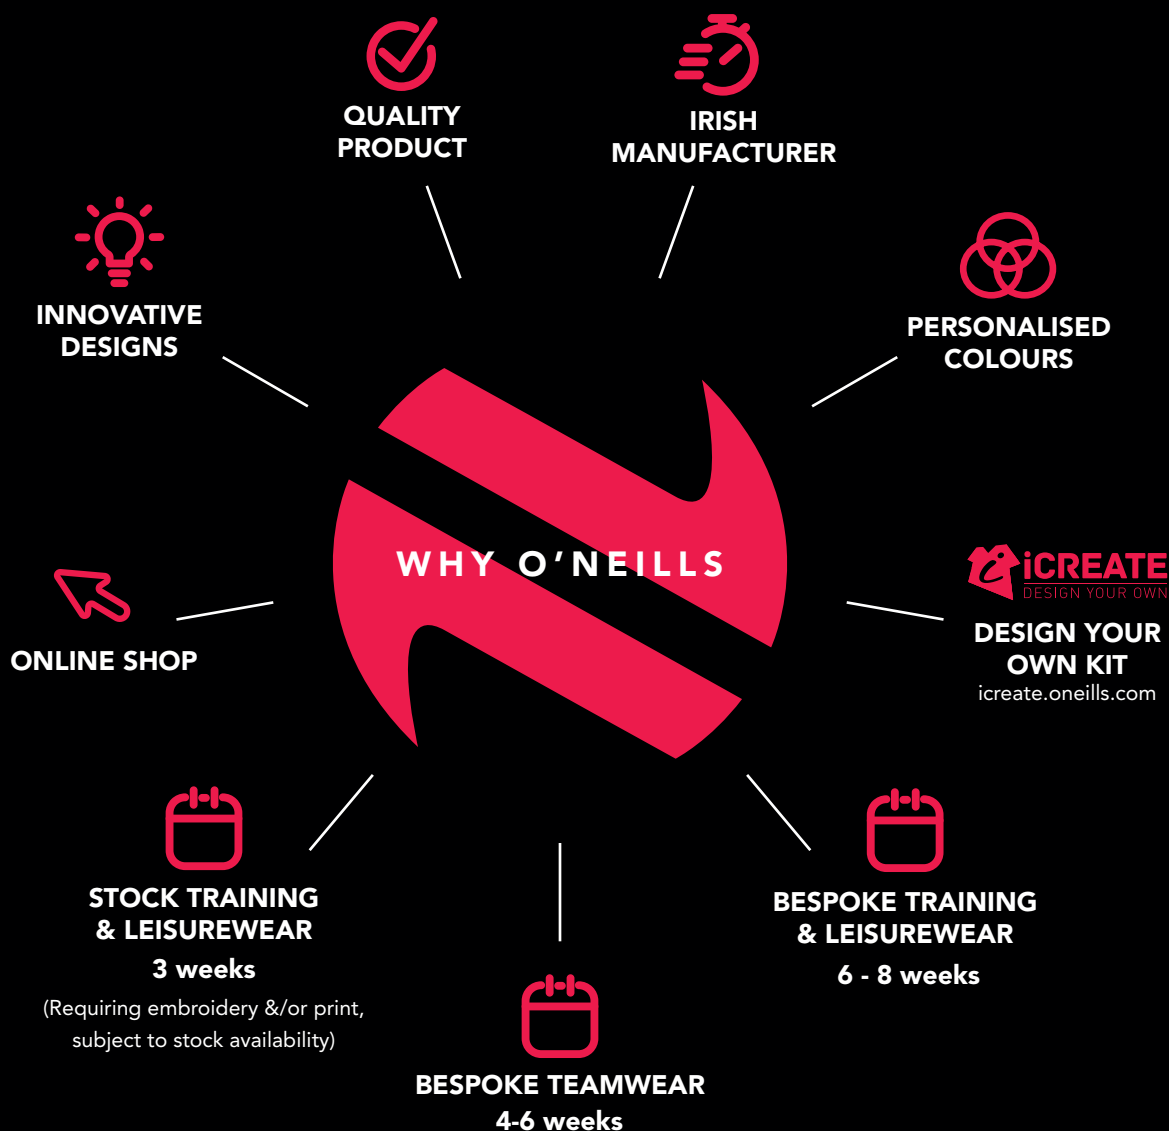 QUALITY
PRODUCT
IRISH
MANUFACTURER
INNOVATIVE
DESIGNS
PERSONALISED
COLOURS
WHY O'NEILLS
iCREATE
DESIGN YOUR OWN
DESIGN YOUR
OWN KIT
icreate.oneills.com
ONLINE SHOP
STOCK TRAINING
& LEISUREWEAR
3 weeks
(Requiring embroidery &/or print,
subject to stock availability)
BESPOKE TRAINING
& LEISUREWEAR
6 - 8 weeks
BESPOKE TEAMWEAR
4-6 weeks